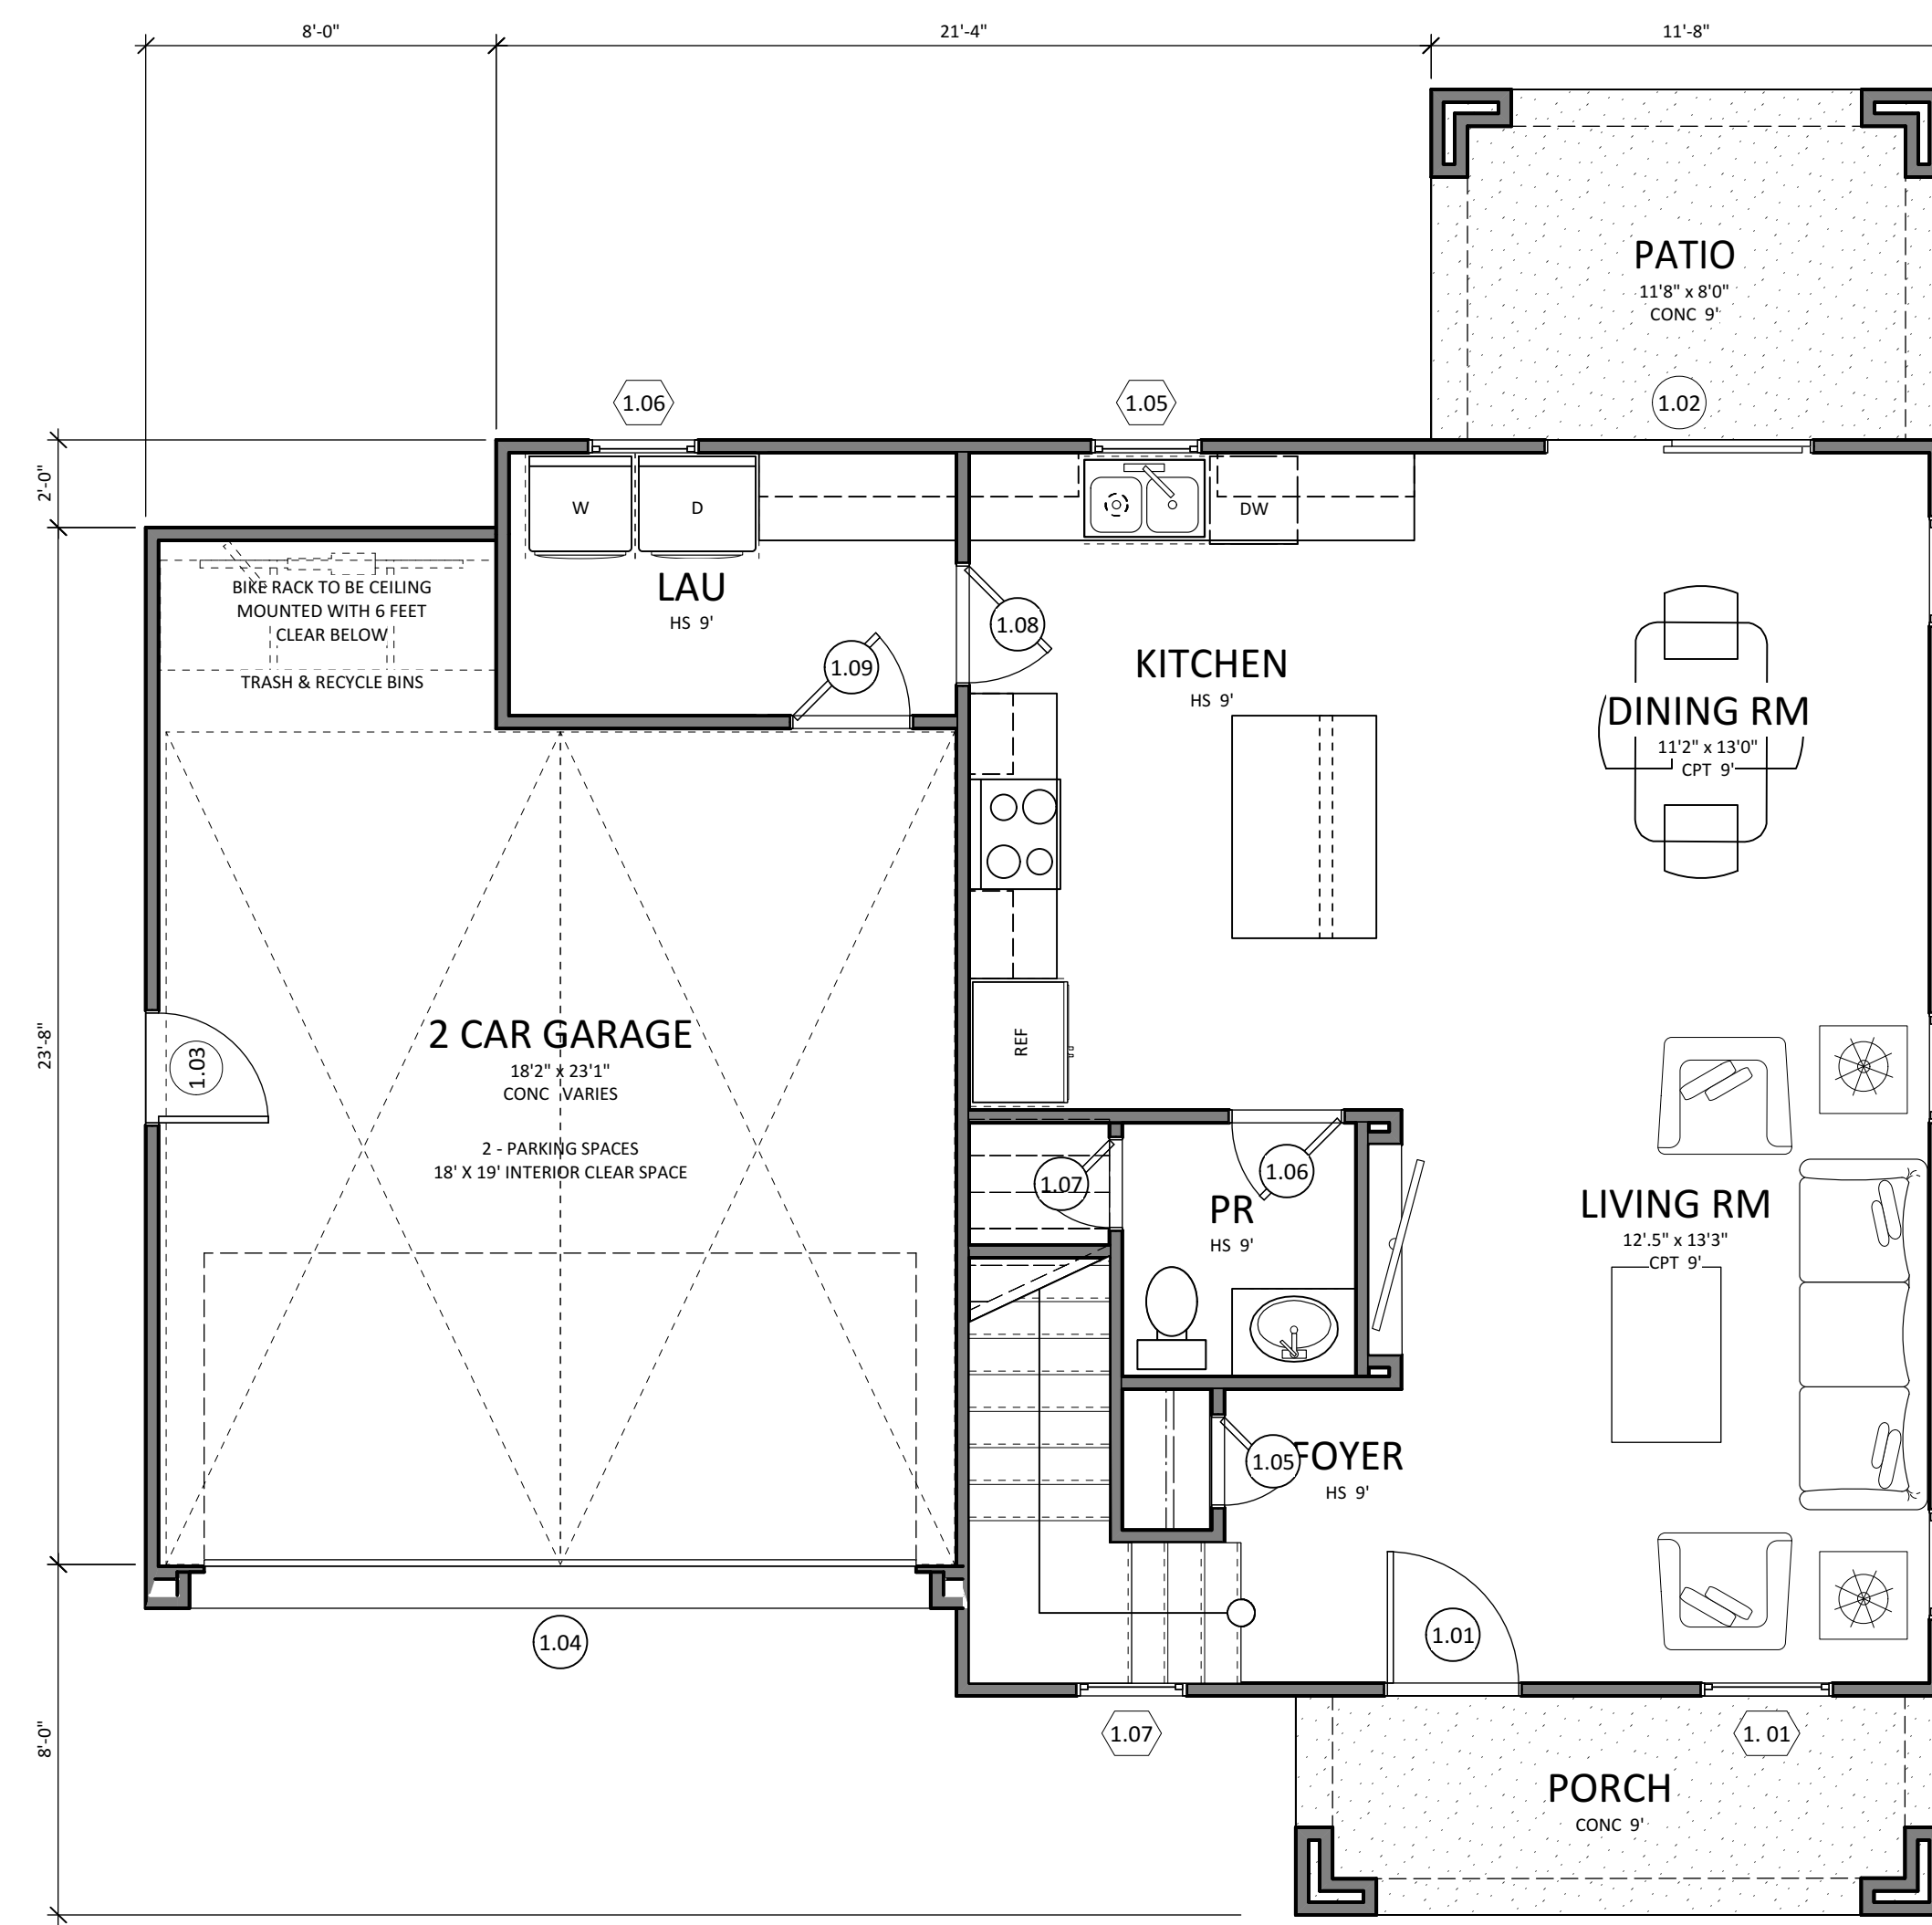 8'-0"
21'-4"
11'-8"
PATIO
11'8" x 8'0"
CONC 9'
1.06
1.05
1.02
2'-0"
W
D
DW
BIKE RACK TO BE CEILING
MOUNTED WITH 6 FEET
CLEAR BELOW
TRASH & RECYCLE BINS
LAU
HS 9'
1.08
1.09
KITCHEN
HS 9'
DINING RM
11'2" x 13'0"
CPT 9'
23'-8"
1.03
2 CAR GARAGE
18'2" x 23'1"
CONC VARIES
2 - PARKING SPACES
18' X 19' INTERIOR CLEAR SPACE
REF
1.07
1.06
PR
HS 9'
LIVING RM
12'.5" x 13'3"
CPT 9'
1.05
FOYER
HS 9'
1.04
1.01
8'-0"
1.07
1. 01
PORCH
CONC 9'